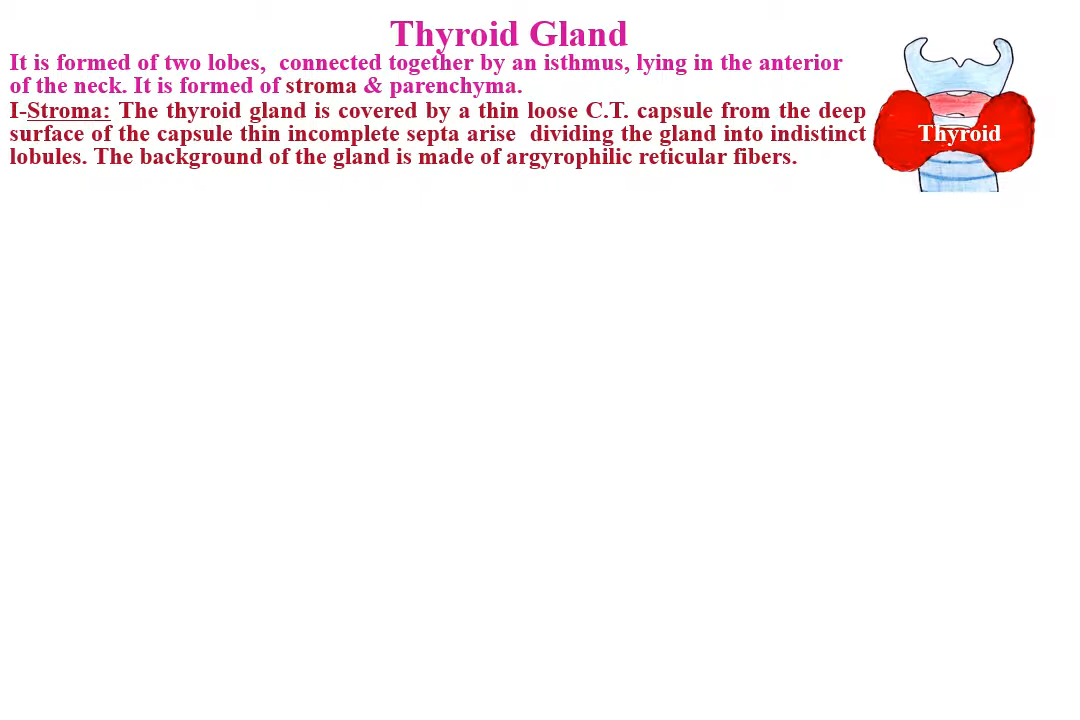 Thyroid Gland
It is formed of two lobes,  connected together by an isthmus, lying in the anterior
of the neck. It is formed of stroma & parenchyma.
I-Stroma: The thyroid gland is covered by a thin loose C.T. capsule from the deep
surface of the capsule thin incomplete septa arise  dividing the gland into indistinct
lobules. The background of the gland is made of argyrophilic reticular fibers.
Thyroid